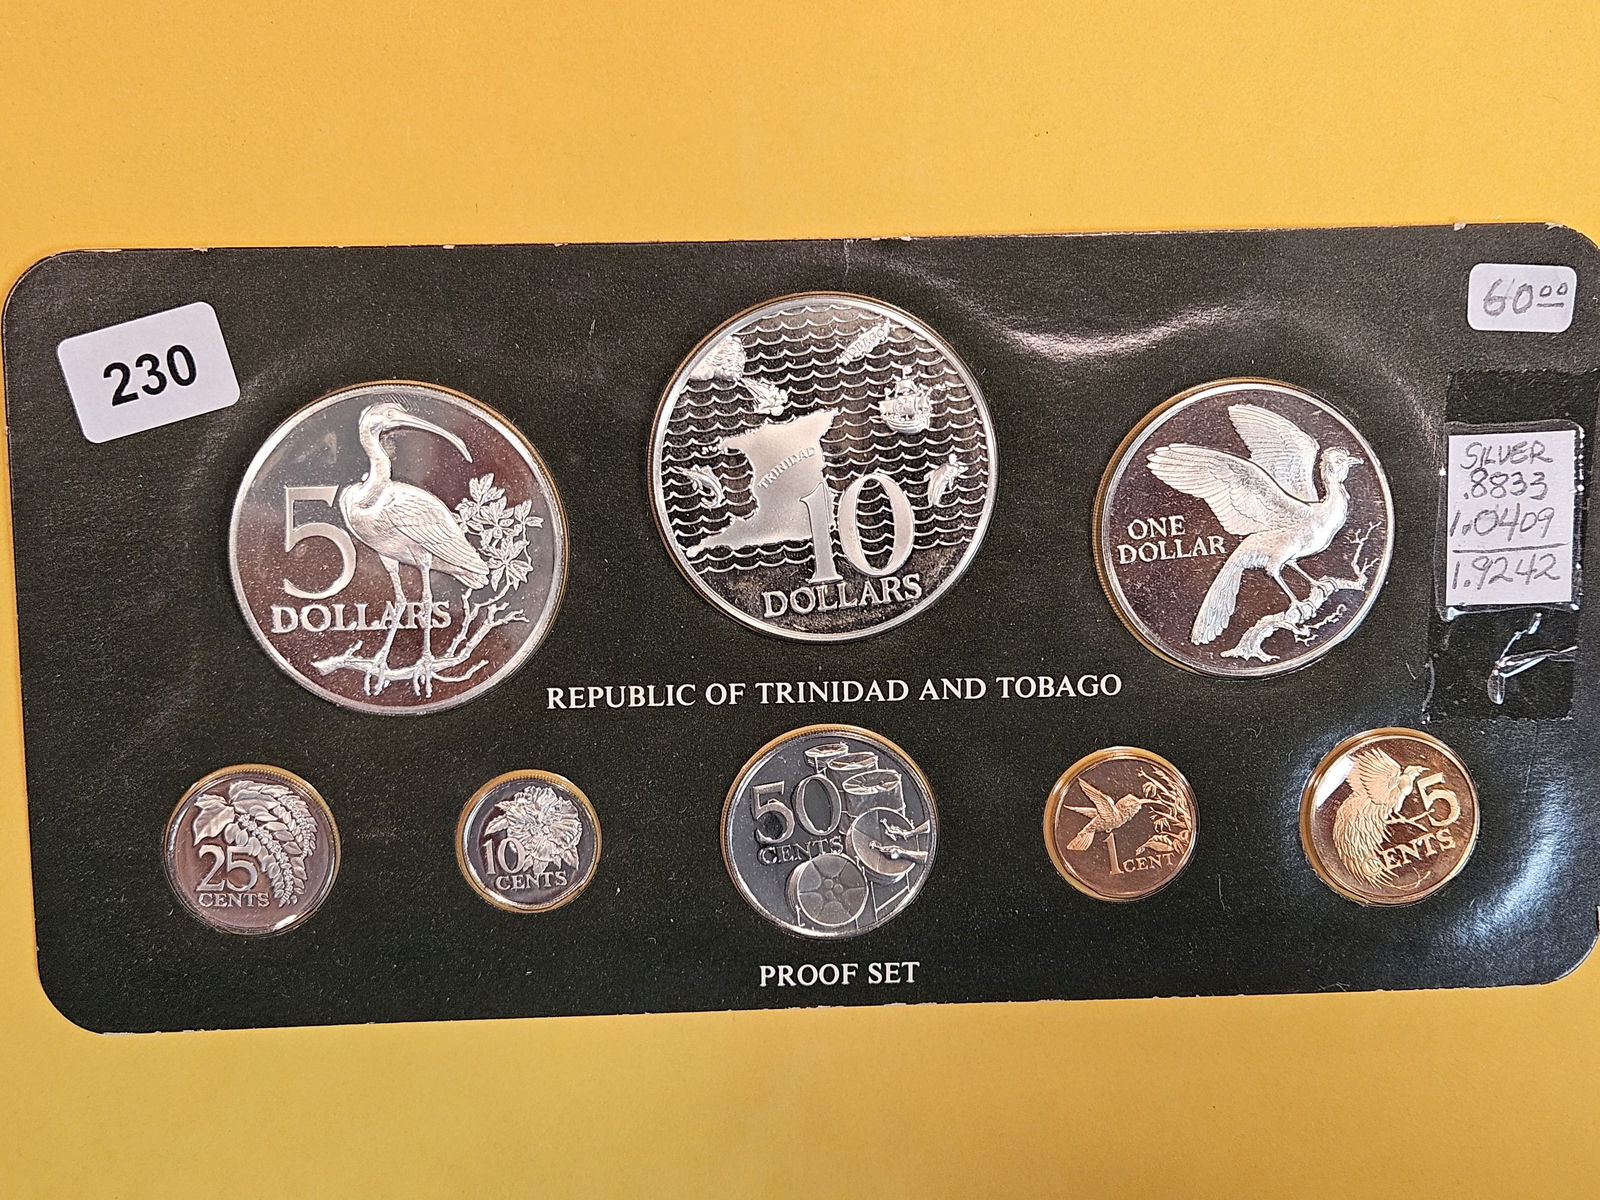 230
60.00
SILVER
.8833
1.0409
1.9242
5
DOLLARS
TRINIDAD
10
DOLLARS
ONE
DOLLAR
REPUBLIC OF TRINIDAD AND TOBAGO
25
CENTS
10
CENTS
50
CENTS
1
CENT
5
CENTS
PROOF SET